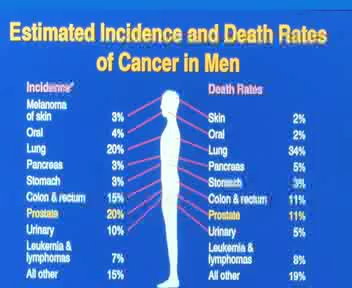 Estimated Incidence and Death Rates
of Cancer in Men
Incidence*
Melanoma
of skin 3%
Oral 4%
Lung 20%
Pancreas 3%
Stomach 3%
Colon & rectum 15%
Prostate 20%
Urinary 10%
Leukemia &
lymphomas 7%
All other 15%
Death Rates
Skin 2%
Oral 2%
Lung 34%
Pancreas 5%
Stomach 3%
Colon & rectum 11%
Prostate 11%
Urinary 5%
Leukemia &
lymphomas 8%
All other 19%